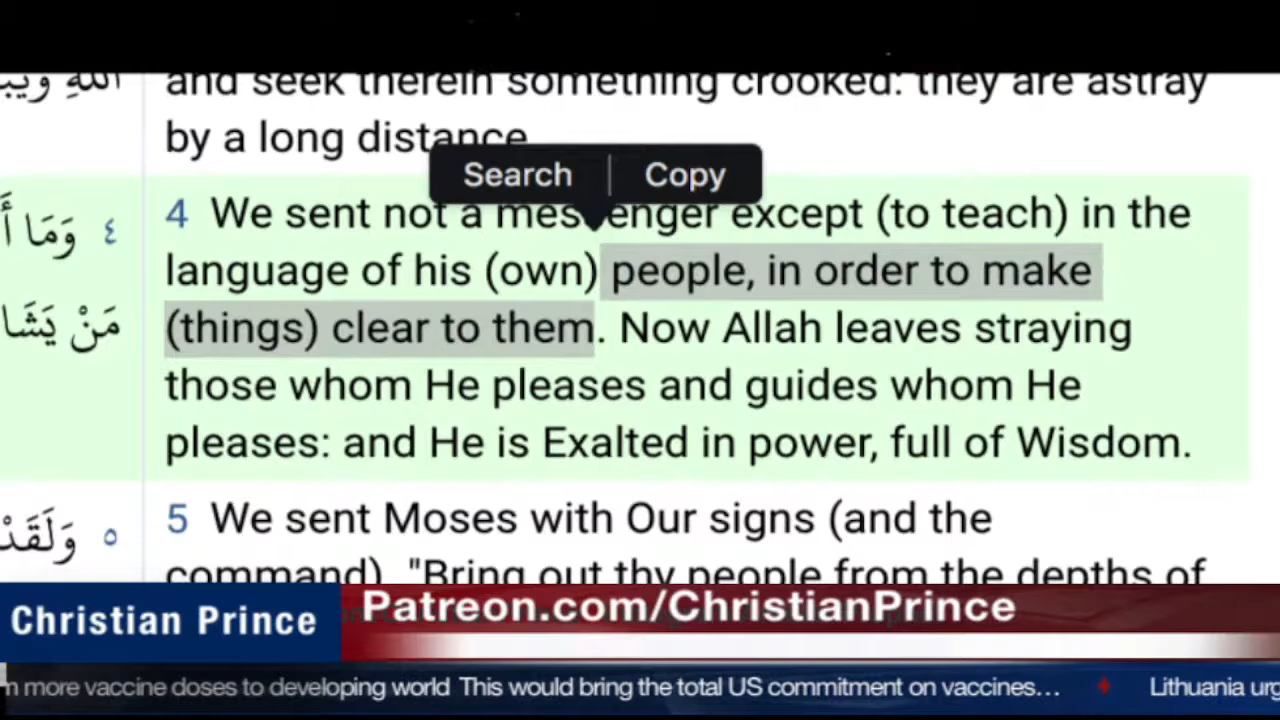 اللَّهِ
and seek therein something crooked: they are astray
by a long distance
Search | Copy
٤ وَمَا أَ
4 We sent not a messenger except (to teach) in the
language of his (own) people, in order to make
مَنْ يَشَا
(things) clear to them. Now Allah leaves straying
those whom He pleases and guides whom He
pleases: and He is Exalted in power, full of Wisdom.
٥ وَلَقَدْ
5 We sent Moses with Our signs (and the
command), "Bring out thy people from the depths of
Christian Prince
Patreon.com/ChristianPrince
more vaccine doses to developing world This would bring the total US commitment on vaccines… Lithuania urg